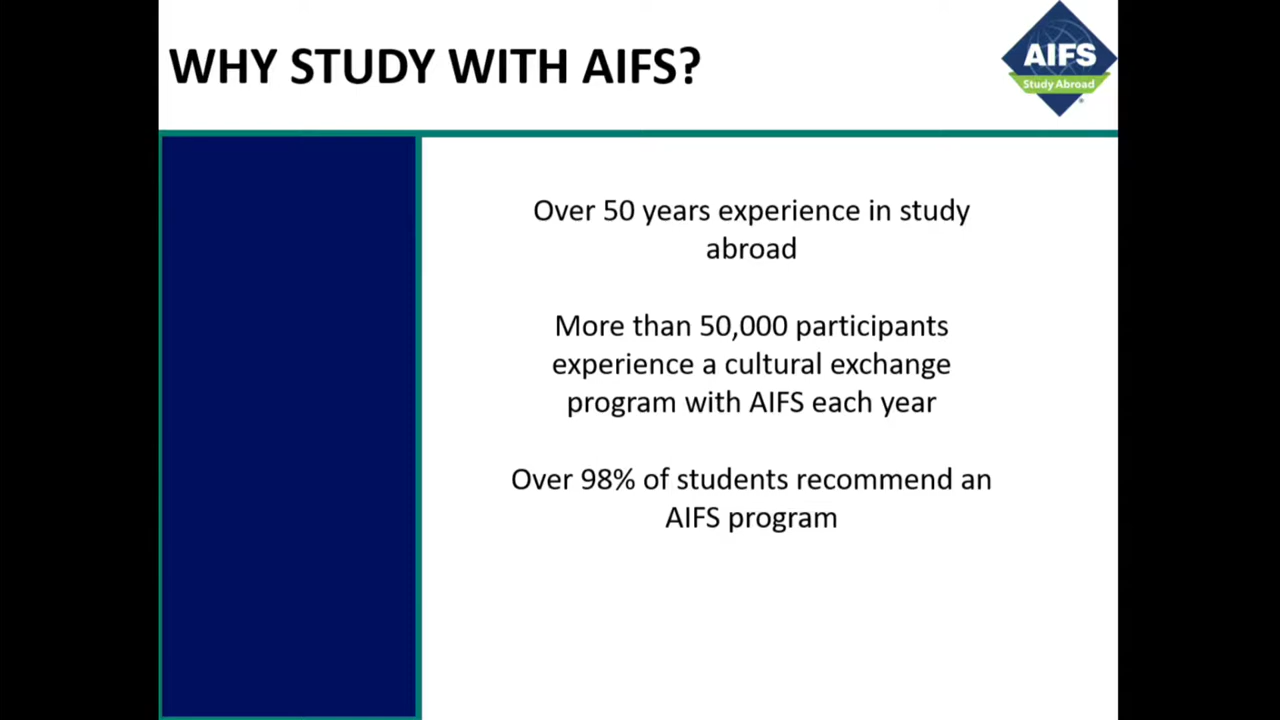 WHY STUDY WITH AIFS?
AIFS
Study Abroad
Over 50 years experience in study
abroad
More than 50,000 participants
experience a cultural exchange
program with AIFS each year
Over 98% of students recommend an
AIFS program